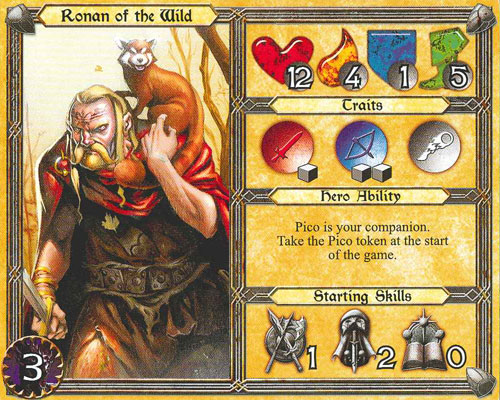 Ronan of the Wild
12 4 1 5
Traits
Hero Ability
Pico is your companion.
Take the Pico token at the start
of the game.
Starting Skills
1 2 0
3